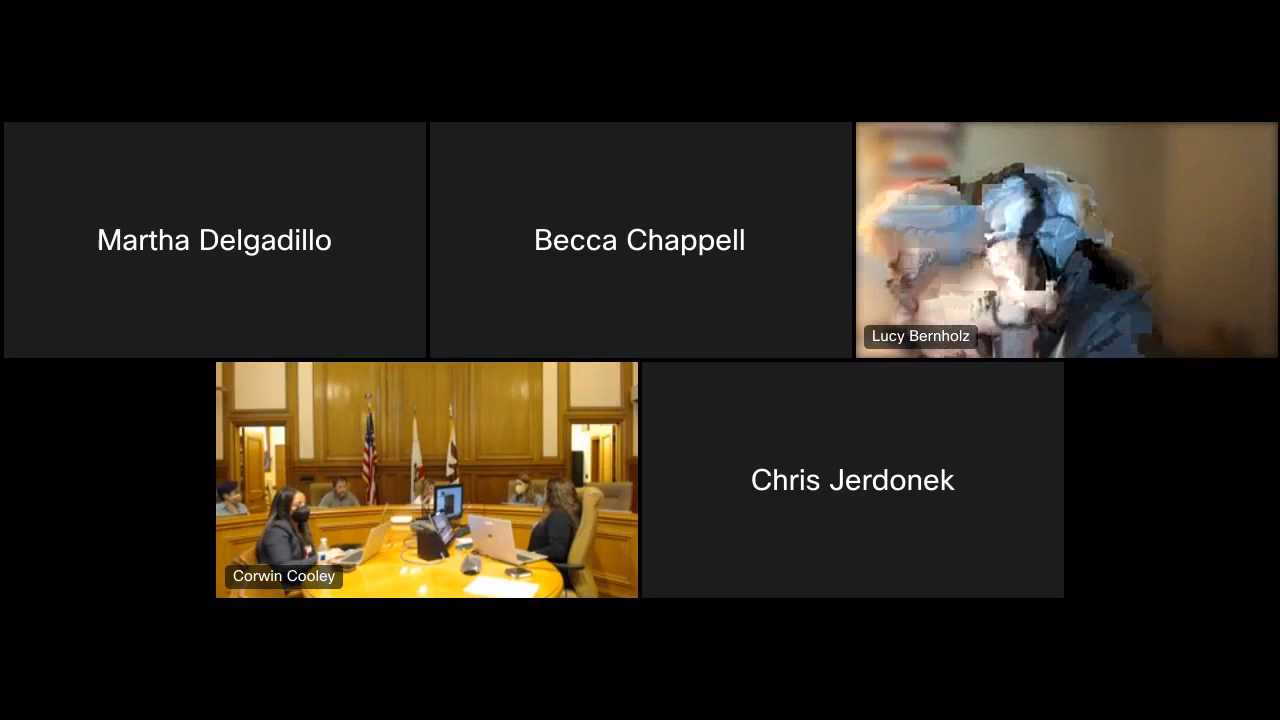 Martha Delgadillo
Becca Chappell
Lucy Bernholz
Corwin Cooley
Chris Jerdonek